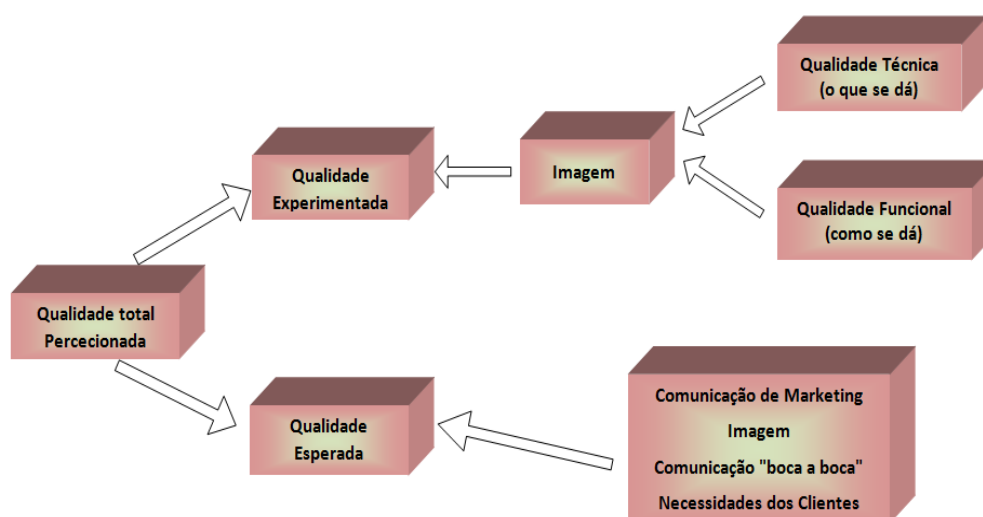 Qualidade Técnica
(o que se dá)
Qualidade
Experimentada
Imagem
Qualidade Funcional
(como se dá)
Qualidade total
Percecionada
Qualidade
Esperada
Comunicação de Marketing
Imagem
Comunicação "boca a boca"
Necessidades dos Clientes